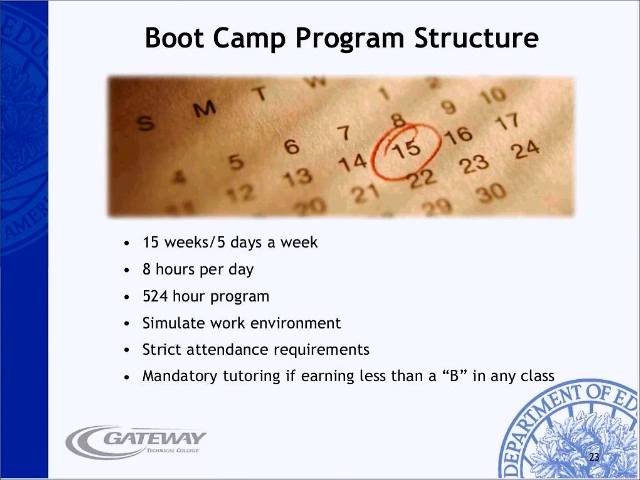 Boot Camp Program Structure
S M T W
1 2
4 5 6 7 8 9 10
11 12 13 14 15 16 17
20 21 22 23 24
29 30
• 15 weeks/5 days a week
• 8 hours per day
• 524 hour program
• Simulate work environment
• Strict attendance requirements
• Mandatory tutoring if earning less than a “B” in any class
GATEWAY
TECHNICAL COLLEGE
DEPARTMENT OF ED
23